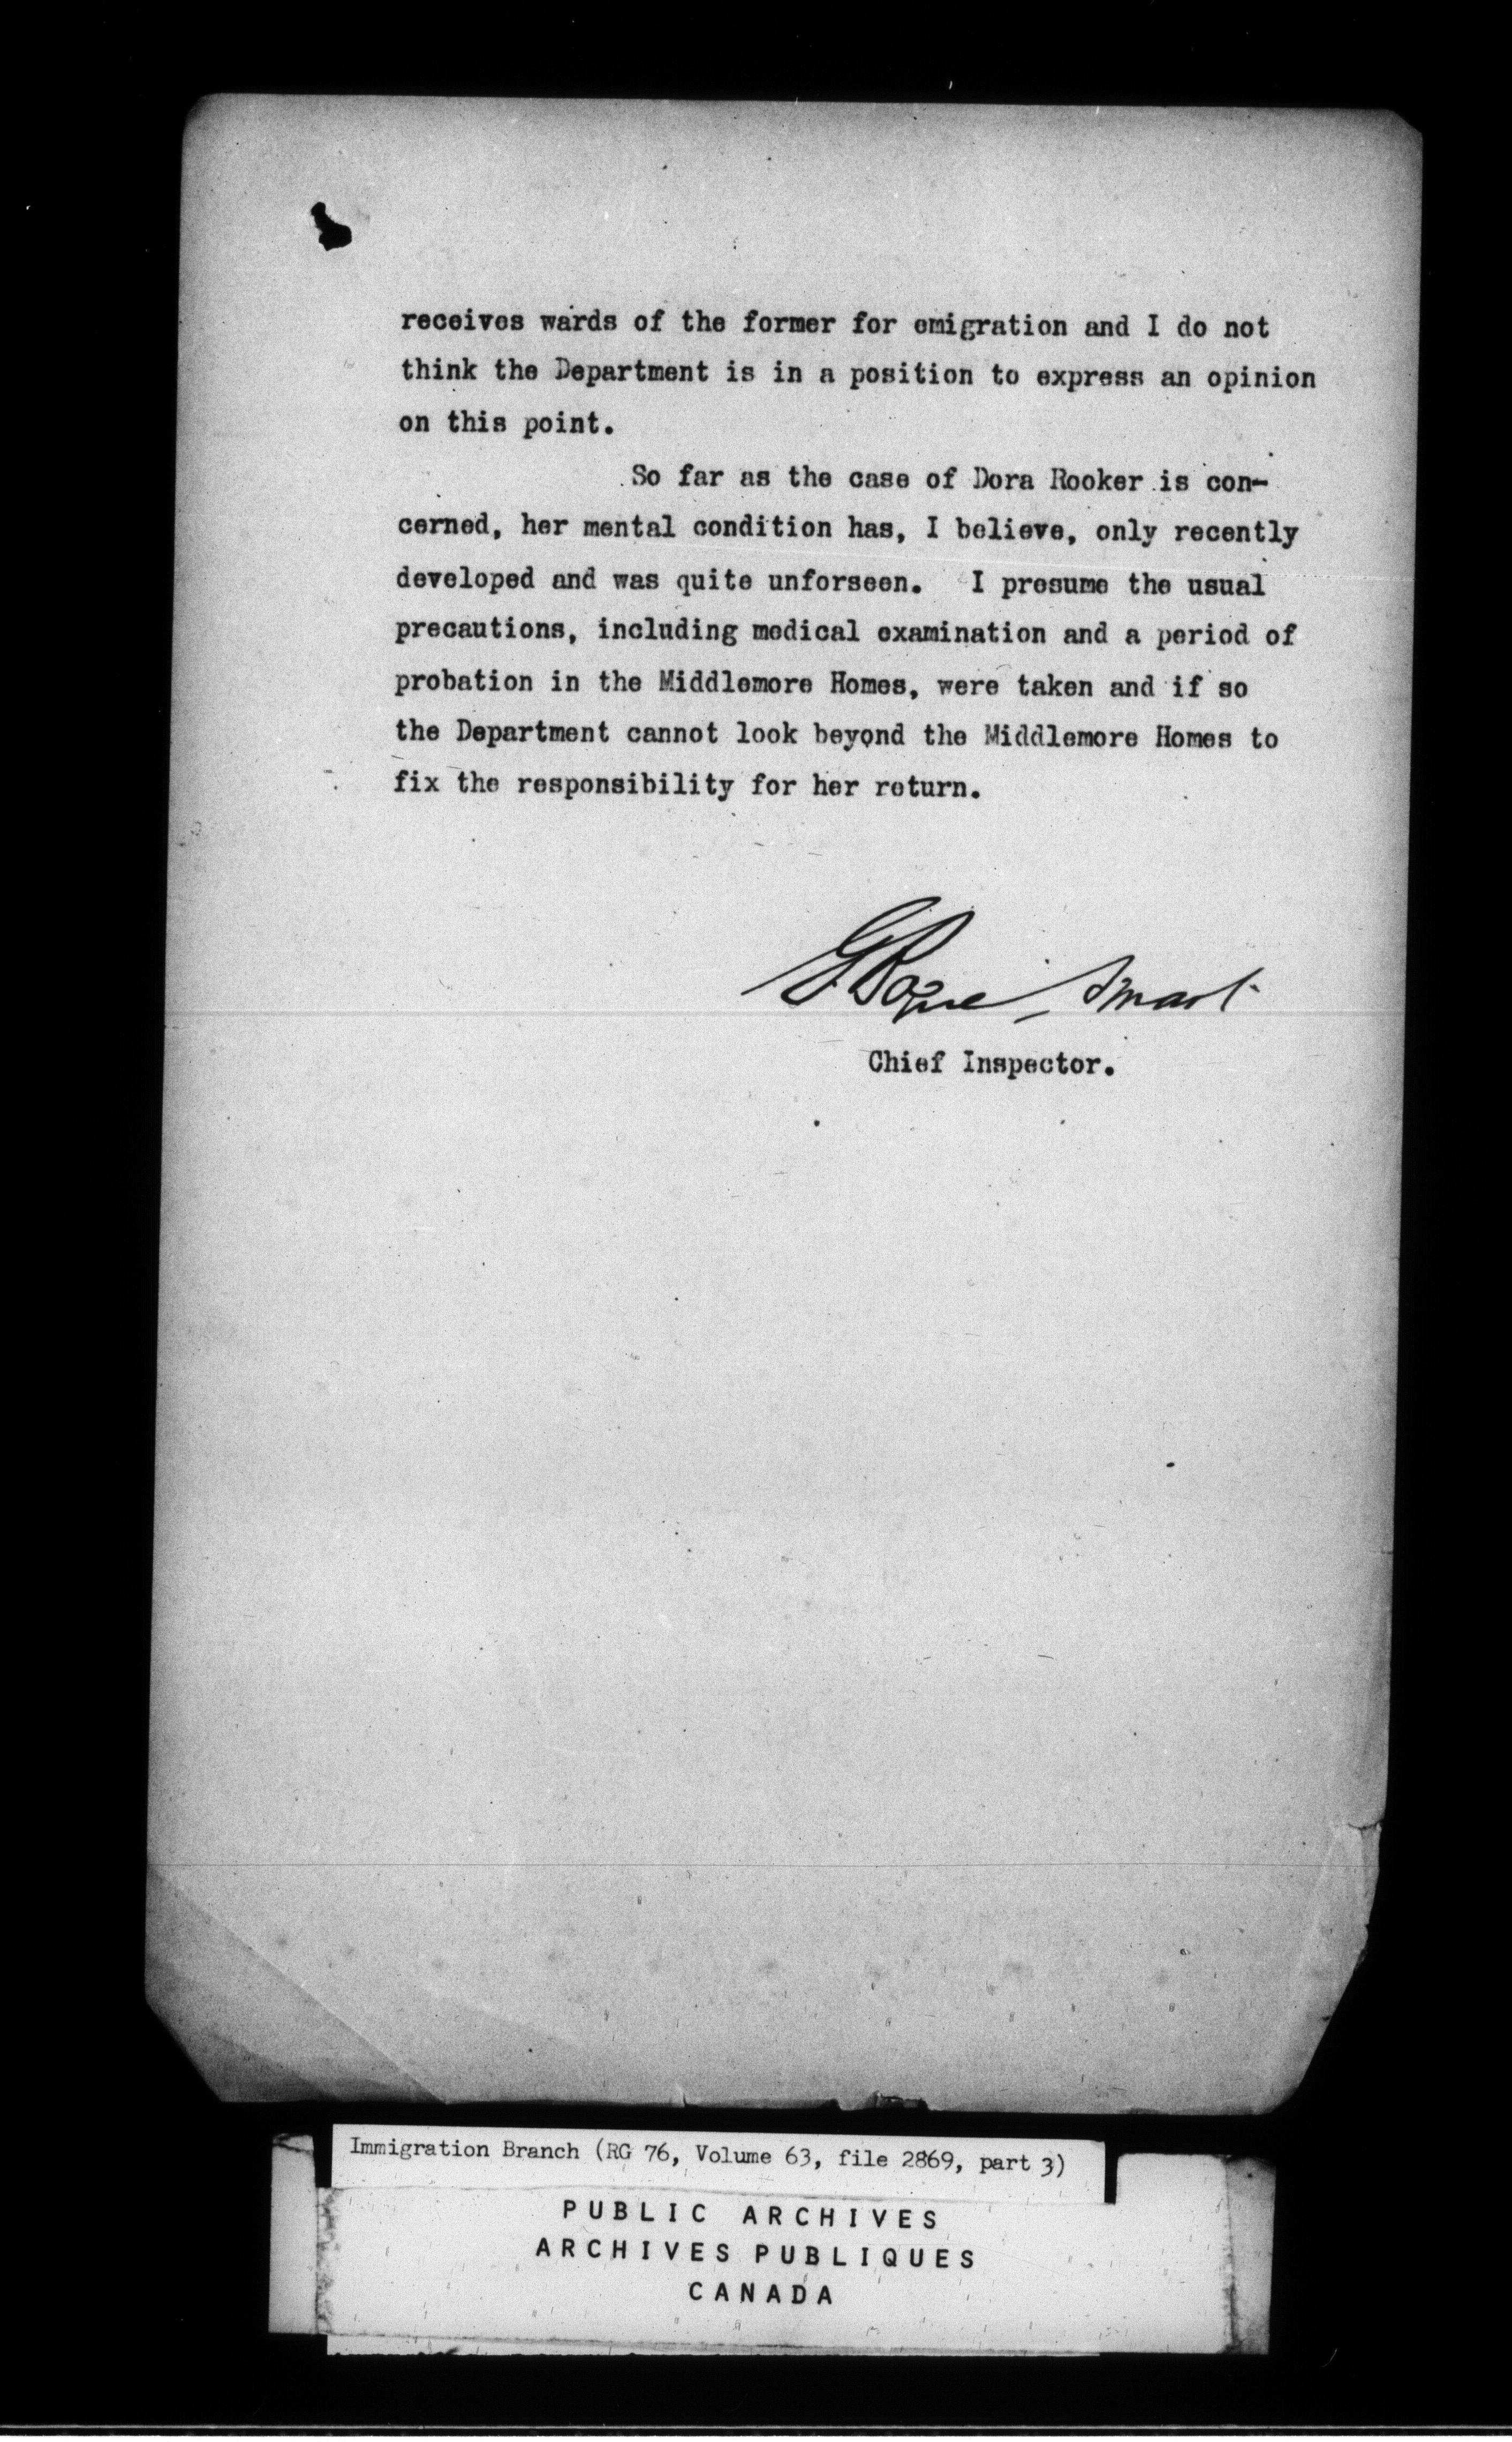 receives wards of the former for emigration and I do not
think the Department is in a position to express an opinion
on this point.
So far as the case of Dora Rooker is con-
cerned, her mental condition has, I believe, only recently
developed and was quite unforseen. I presume the usual
precautions, including medical examination and a period of
probation in the Middlemore Homes, were taken and if so
the Department cannot look beyond the Middlemore Homes to
fix the responsibility for her return.
G Bogue Smart
Chief Inspector.
Immigration Branch (RG 76, Volume 63, file 2869, part 3)
PUBLIC ARCHIVES
ARCHIVES PUBLIQUES
CANADA